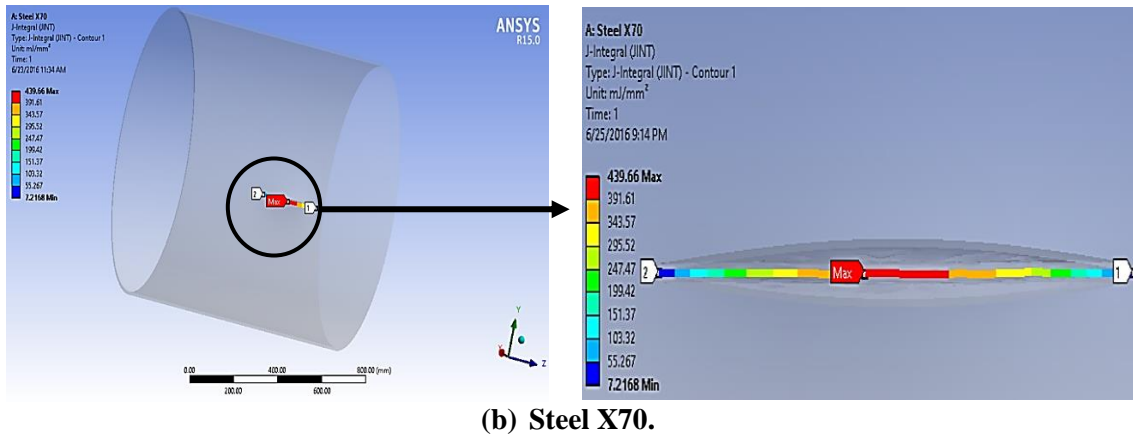 A: Steel X70
J-Integral (JINT)
Type: J-Integral (JINT) - Contour 1
Unit: mJ/mm²
Time: 1
6/23/2016 11:34 AM
439.66 Max
391.61
343.57
295.52
247.47
199.42
151.37
103.32
55.267
7.2168 Min
ANSYS
R15.0
2
Max
1
Y
X
Z
0.00
400.00
800.00 (mm)
200.00
600.00
A: Steel X70
J-Integral (JINT)
Type: J-Integral (JINT) - Contour 1
Unit: mJ/mm²
Time: 1
6/25/2016 9:14 PM
439.66 Max
391.61
343.57
295.52
247.47
199.42
151.37
103.32
55.267
7.2168 Min
2
Max
1
(b) Steel X70.